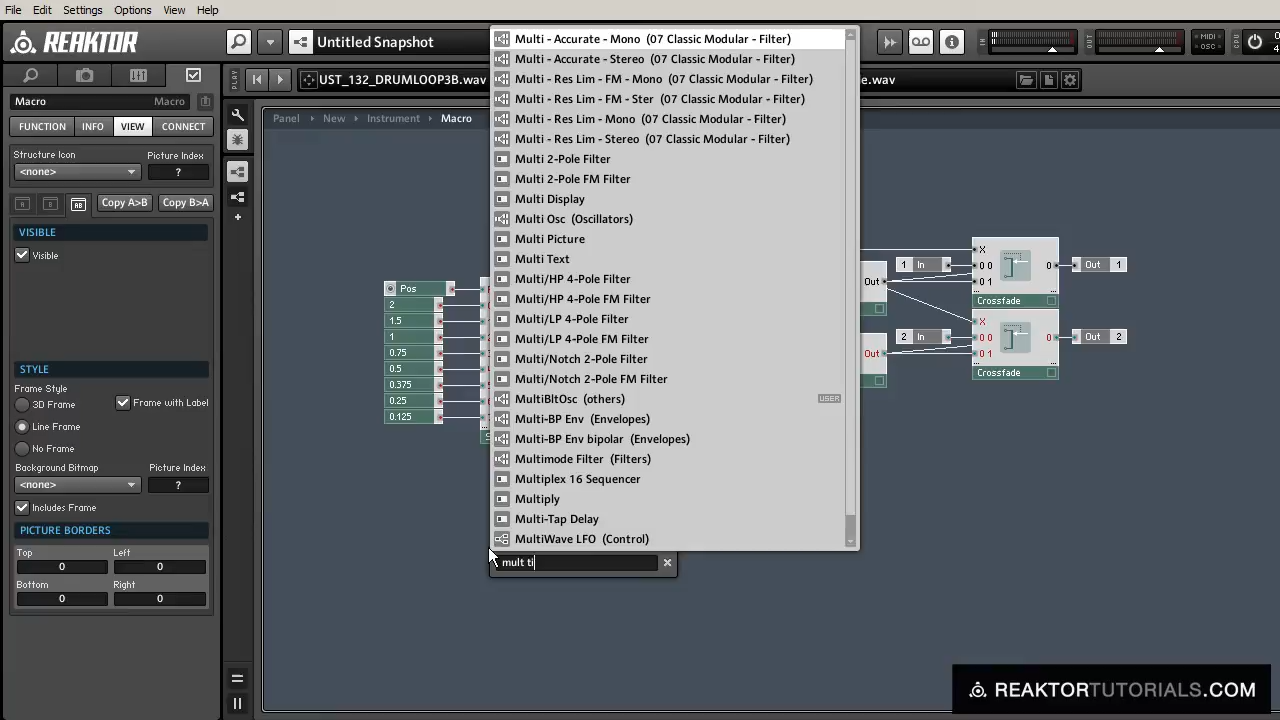 File Edit Settings Options View Help
REAKTOR
Untitled Snapshot
MIDI
OSC
CPU
PLAY
UST_132_DRUMLOOP3B.wav
e.wav
Macro Macro
FUNCTION INFO VIEW CONNECT
Structure Icon Picture Index
<none> ?
A B AB Copy A>B Copy B>A
VISIBLE
Visible
STYLE
Frame Style
3D Frame Frame with Label
Line Frame
No Frame
Background Bitmap Picture Index
<none> ?
Includes Frame
PICTURE BORDERS
Top Left
0 0
Bottom Right
0 0
Panel New Instrument Macro
Pos
2
1.5
1
0.75
0.5
0.375
0.25
0.125
Multi - Accurate - Mono (07 Classic Modular - Filter)
Multi - Accurate - Stereo (07 Classic Modular - Filter)
Multi - Res Lim - FM - Mono (07 Classic Modular - Filter)
Multi - Res Lim - FM - Ster (07 Classic Modular - Filter)
Multi - Res Lim - Mono (07 Classic Modular - Filter)
Multi - Res Lim - Stereo (07 Classic Modular - Filter)
Multi 2-Pole Filter
Multi 2-Pole FM Filter
Multi Display
Multi Osc (Oscillators)
Multi Picture
Multi Text
Multi/HP 4-Pole Filter
Multi/HP 4-Pole FM Filter
Multi/LP 4-Pole Filter
Multi/LP 4-Pole FM Filter
Multi/Notch 2-Pole Filter
Multi/Notch 2-Pole FM Filter
MultiBltOsc (others) USER
Multi-BP Env (Envelopes)
Multi-BP Env bipolar (Envelopes)
Multimode Filter (Filters)
Multiplex 16 Sequencer
Multiply
Multi-Tap Delay
MultiWave LFO (Control)
mult ti
Out
Out
1 In
2 In
X
0 0
0 1
0
Crossfade
Out 1
X
0 0
0 1
0
Crossfade
Out 2
REAKTORTUTORIALS.COM